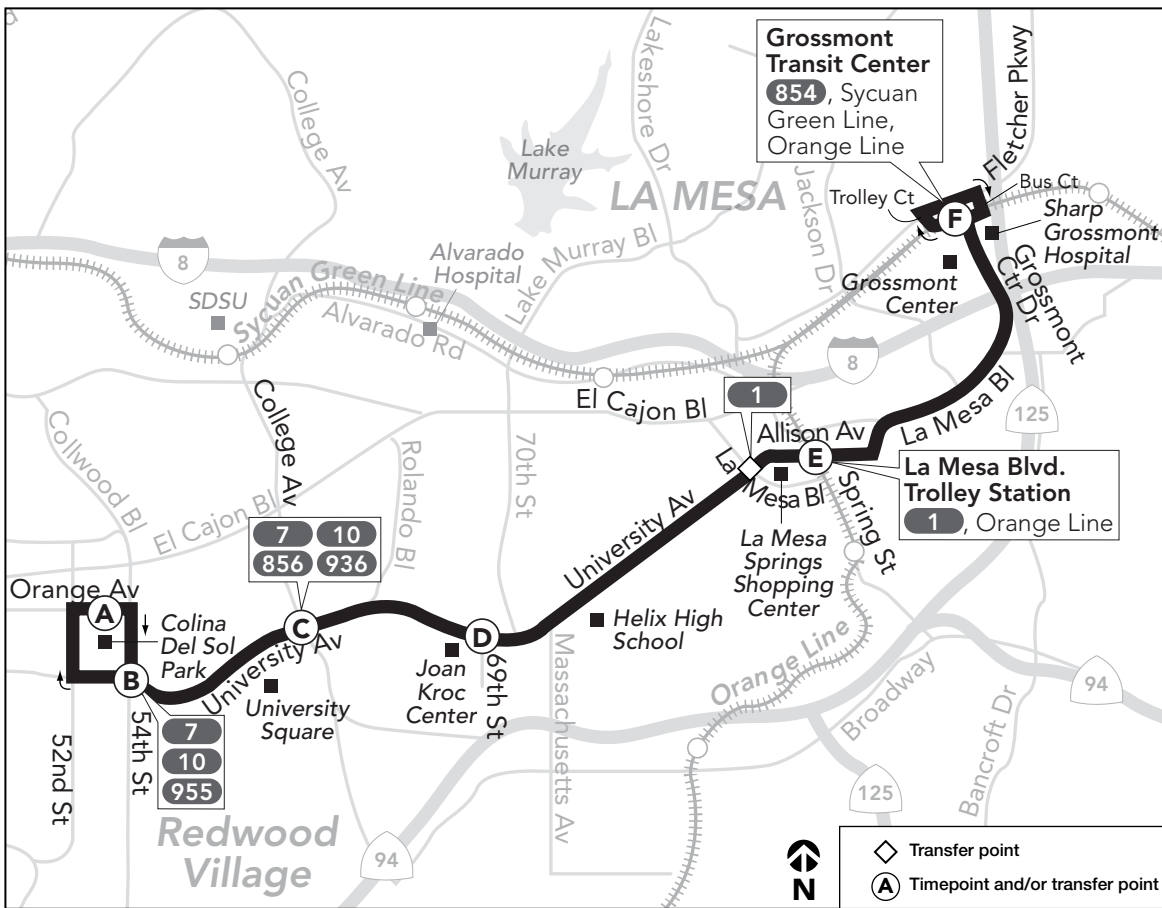 Grossmont
Transit Center
854, Sycuan
Green Line,
Orange Line
College Av
Lakeshore Dr
Fletcher Pkwy
Lake
Murray
LA MESA
Jackson Dr
Trolley Ct
Bus Ct
F
Sharp
Grossmont
Hospital
8
Alvarado
Hospital
Lake Murray Bl
Grossmont
Center
Grossmont
Ctr Dr
SDSU
Sycuan Green Line
Alvarado Rd
8
El Cajon Bl
1
La Mesa Bl
125
College Av
Collwood Bl
Rolando Bl
70th St
Allison Av
E
La Mesa Bl
Spring St
La Mesa Blvd.
Trolley Station
1, Orange Line
El Cajon Bl
7
10
856
936
University Av
La Mesa
Springs
Shopping
Center
Orange Av
A
Colina
Del Sol
Park
C
University Av
D
Helix High
School
B
University
Square
Joan
Kroc
Center
69th St
Massachusetts Av
Orange Line
Broadway
94
52nd St
54th St
7
10
955
Bancroft Dr
125
Redwood
Village
94
N
Transfer point
A
Timepoint and/or transfer point